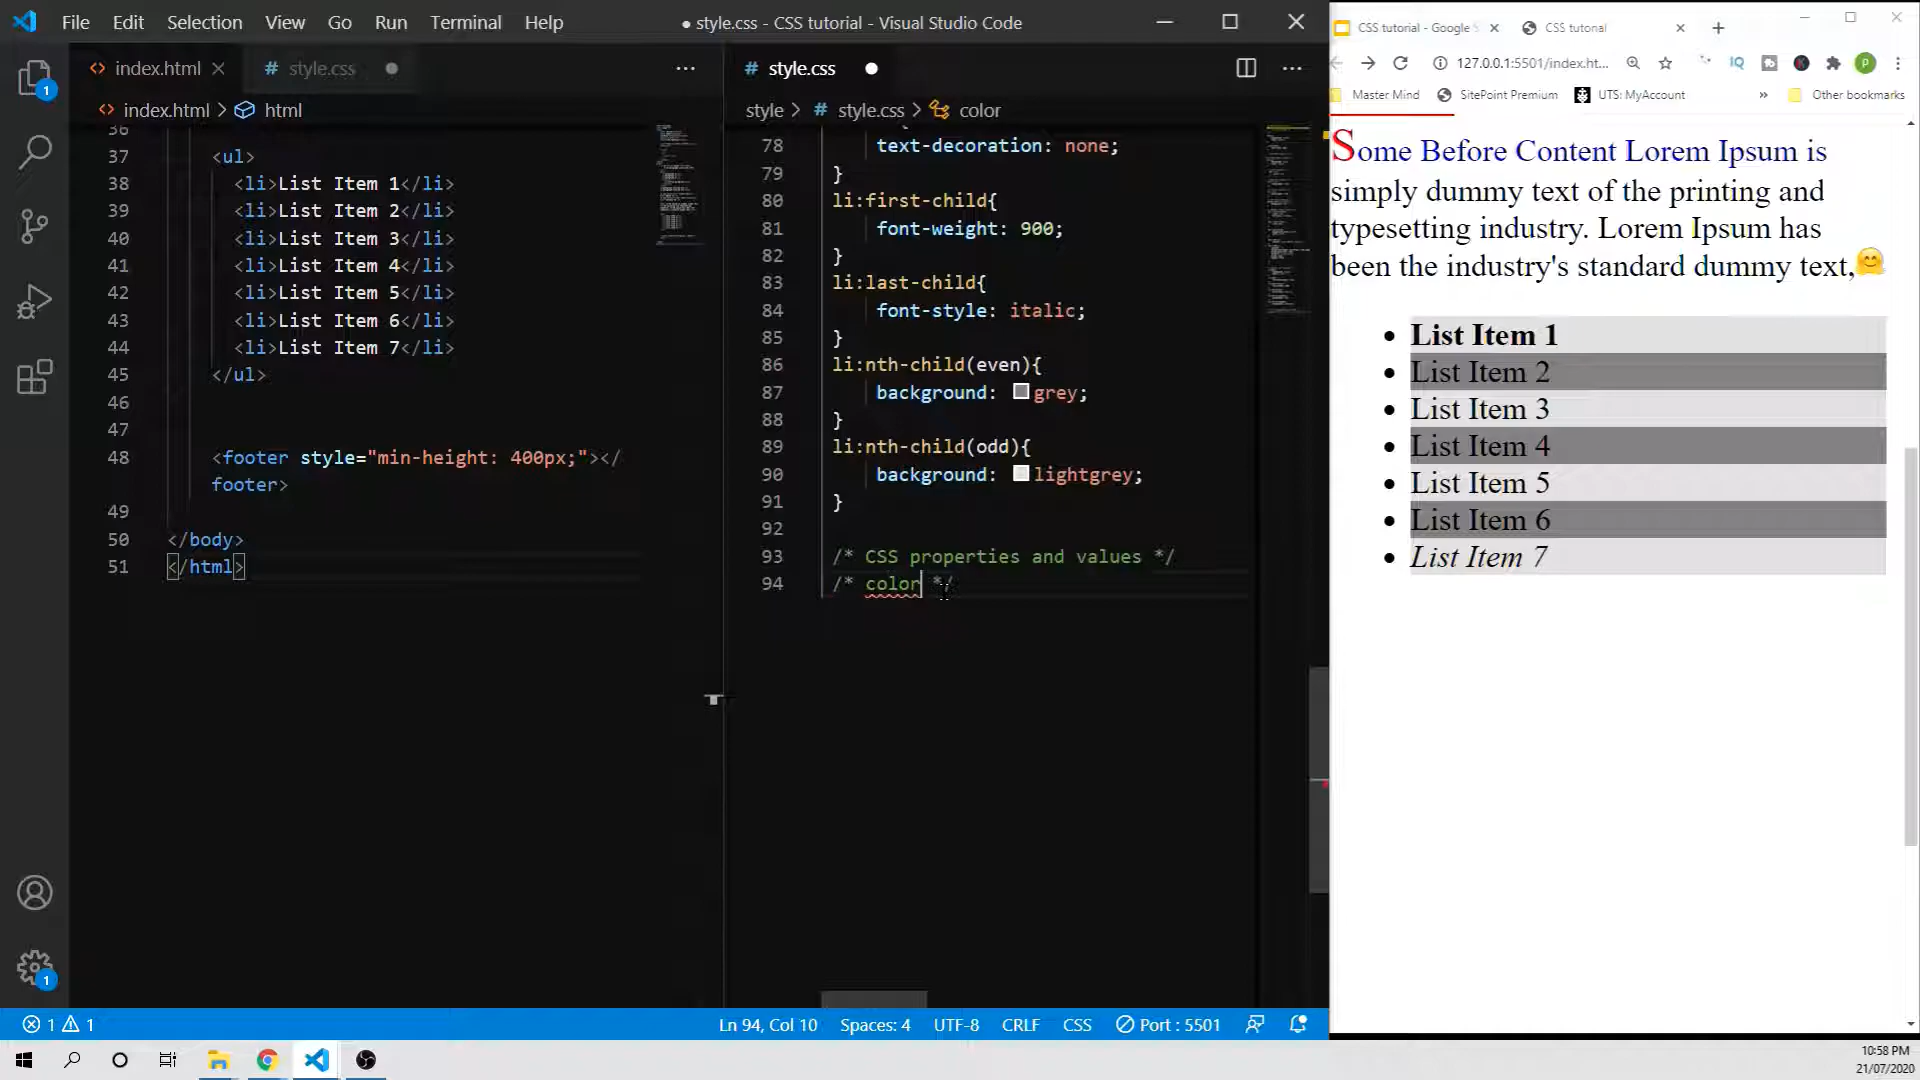 File Edit Selection View Go Run Terminal Help
● style.css - CSS tutorial - Visual Studio Code
index.html
# style.css
index.html > html
37 <ul>
38 <li>List Item 1</li>
39 <li>List Item 2</li>
40 <li>List Item 3</li>
41 <li>List Item 4</li>
42 <li>List Item 5</li>
43 <li>List Item 6</li>
44 <li>List Item 7</li>
45 </ul>
46
47
48 <footer style="min-height: 400px;"></
footer>
49
50 </body>
51 </html>
# style.css
style > # style.css > color
78 text-decoration: none;
79 }
80 li:first-child{
81 font-weight: 900;
82 }
83 li:last-child{
84 font-style: italic;
85 }
86 li:nth-child(even){
87 background: grey;
88 }
89 li:nth-child(odd){
90 background: lightgrey;
91 }
92
93 /* CSS properties and values */
94 /* color */
CSS tutorial - Google S
CSS tutorial
127.0.0.1:5501/index.ht...
IQ
P
Master Mind
SitePoint Premium
UTS: MyAccount
»
Other bookmarks
Some Before Content Lorem Ipsum is
simply dummy text of the printing and
typesetting industry. Lorem Ipsum has
been the industry's standard dummy text,🤗
• List Item 1
• List Item 2
• List Item 3
• List Item 4
• List Item 5
• List Item 6
• List Item 7
1
1
1 1
Ln 94, Col 10
Spaces: 4
UTF-8
CRLF
CSS
Port : 5501
10:58 PM
21/07/2020